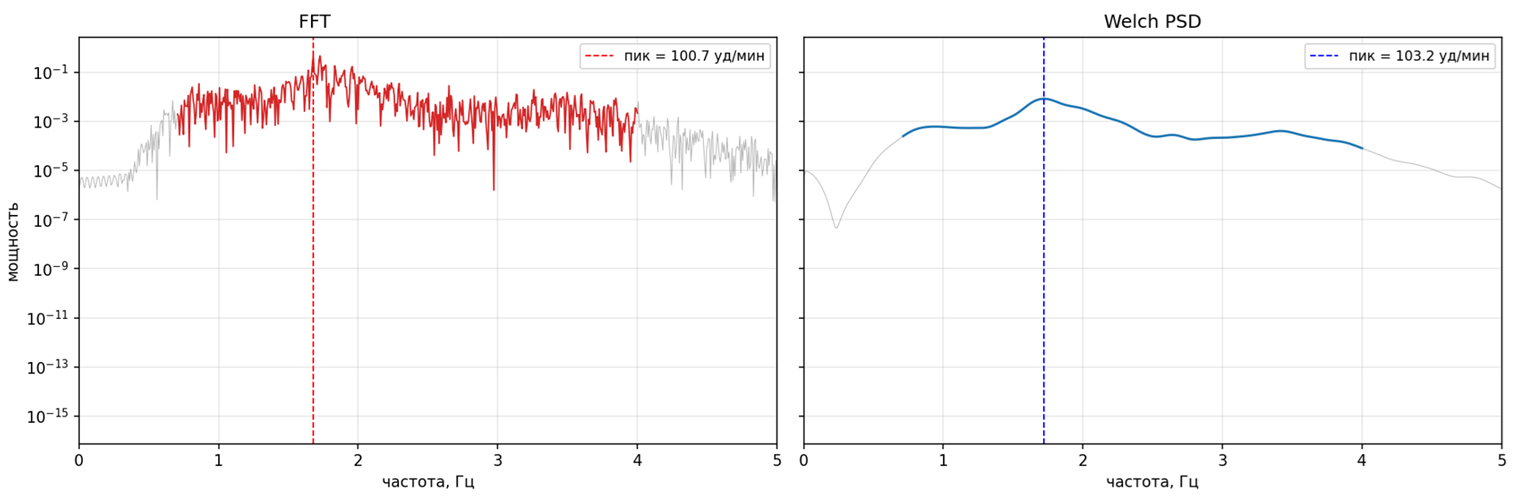 FFT
Welch PSD
пик = 100.7 уд/мин
пик = 103.2 уд/мин
мощность
10⁻¹
10⁻³
10⁻⁵
10⁻⁷
10⁻⁹
10⁻¹¹
10⁻¹³
10⁻¹⁵
0 1 2 3 4 5
0 1 2 3 4 5
частота, Гц
частота, Гц